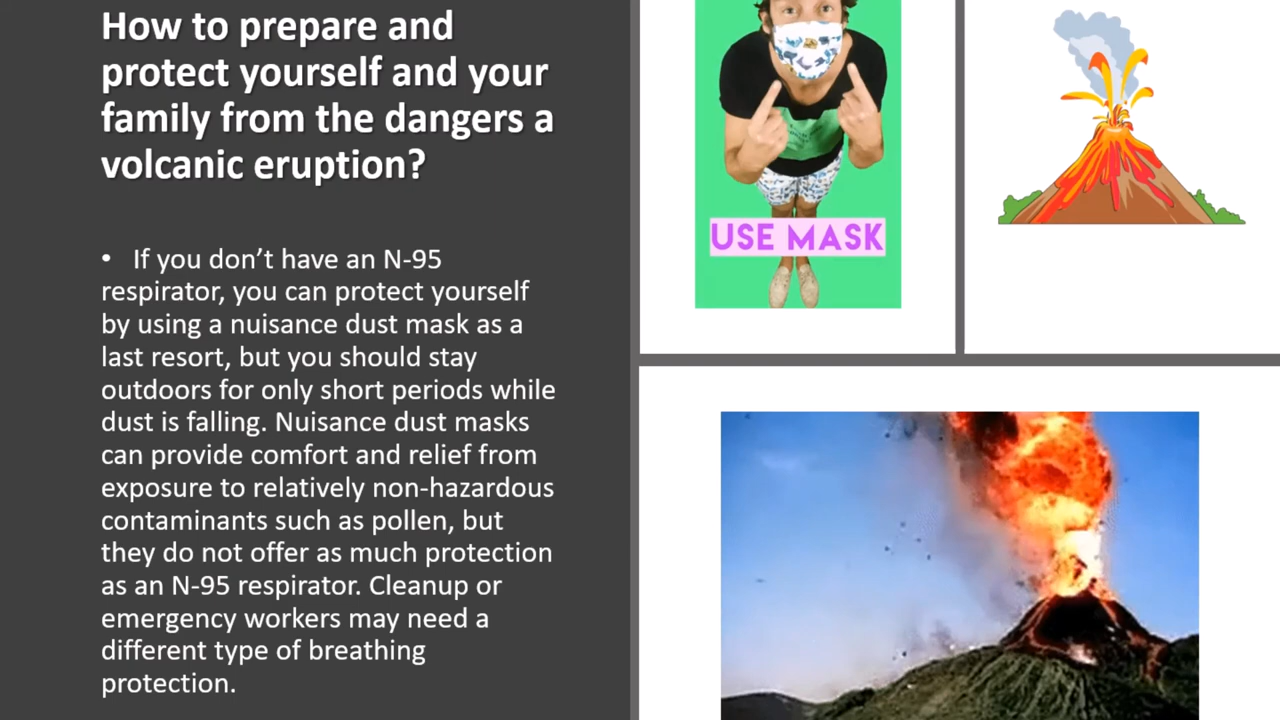 How to prepare and
protect yourself and your
family from the dangers a
volcanic eruption?
• If you don’t have an N-95
respirator, you can protect yourself
by using a nuisance dust mask as a
last resort, but you should stay
outdoors for only short periods while
dust is falling. Nuisance dust masks
can provide comfort and relief from
exposure to relatively non-hazardous
contaminants such as pollen, but
they do not offer as much protection
as an N-95 respirator. Cleanup or
emergency workers may need a
different type of breathing
protection.
USE MASK